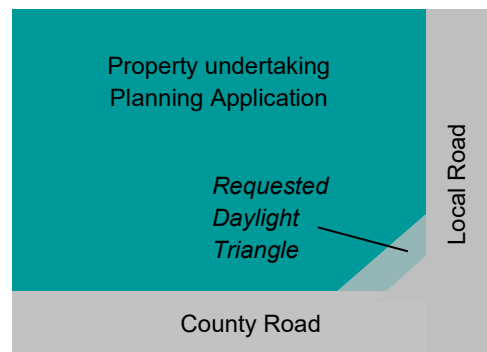 Property undertaking
Planning Application
Requested
Daylight
Triangle
Local Road
County Road